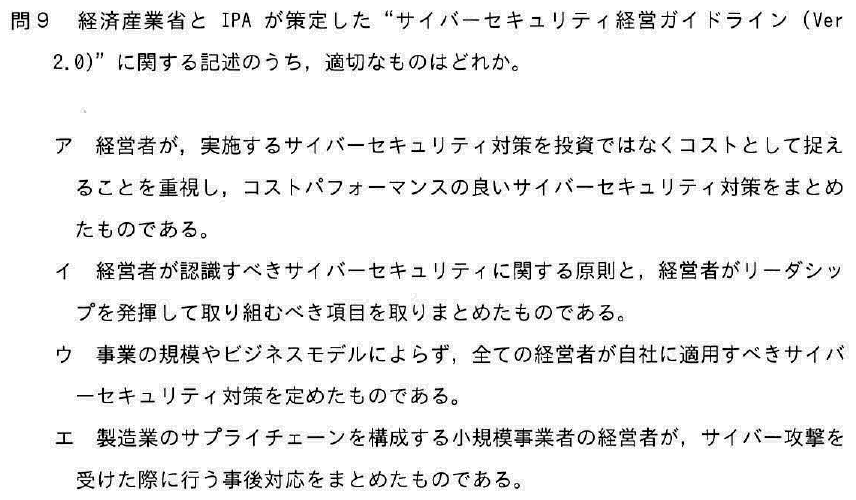 問9 経済産業省と IPA が策定した“サイバーセキュリティ経営ガイドライン（Ver
2.0)”に関する記述のうち，適切なものはどれか。
ア 経営者が，実施するサイバーセキュリティ対策を投資ではなくコストとして捉え
ることを重視し，コストパフォーマンスの良いサイバーセキュリティ対策をまとめ
たものである。
イ 経営者が認識すべきサイバーセキュリティに関する原則と，経営者がリーダシッ
プを発揮して取り組むべき項目を取りまとめたものである。
ウ 事業の規模やビジネスモデルによらず，全ての経営者が自社に適用すべきサイバ
ーセキュリティ対策を定めたものである。
エ 製造業のサプライチェーンを構成する小規模事業者の経営者が，サイバー攻撃を
受けた際に行う事後対応をまとめたものである。